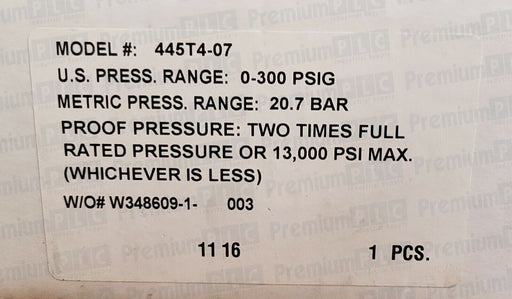 MODEL #: 445T4-07
U.S. PRESS. RANGE: 0-300 PSIG
METRIC PRESS. RANGE: 20.7 BAR
PROOF PRESSURE: TWO TIMES FULL
RATED PRESSURE OR 13,000 PSI MAX.
(WHICHEVER IS LESS)
W/O# W348609-1- 003
11 16 1 PCS.
PremiumPLC